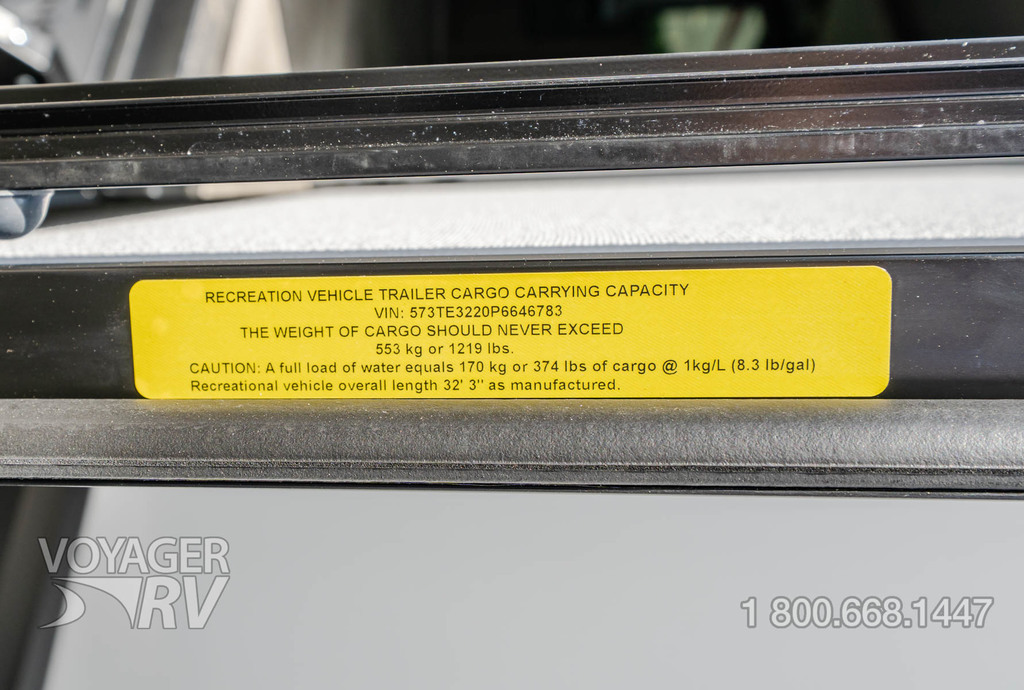 RECREATION VEHICLE TRAILER CARGO CARRYING CAPACITY
VIN: 573TE3220P6646783
THE WEIGHT OF CARGO SHOULD NEVER EXCEED
553 kg or 1219 lbs.
CAUTION: A full load of water equals 170 kg or 374 lbs of cargo @ 1kg/L (8.3 lb/gal)
Recreational vehicle overall length 32' 3" as manufactured.
VOYAGER
RV
1 800.668.1447